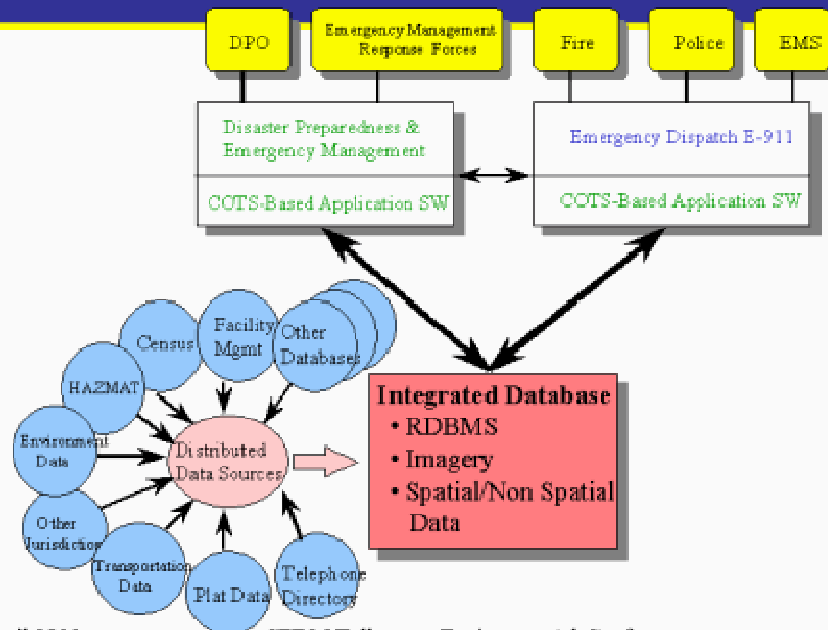 DPO
Emergency Management
Response Forces
Fire
Police
EMS
Disaster Preparedness &
Emergency Management
COTS-Based Application SW
Emergency Dispatch E-911
COTS-Based Application SW
Census
Facility
Mgmt
Other
Databases
HAZMAT
Environment
Data
Other
Jurisdiction
Transportation
Data
Plat Data
Telephone
Directory
Distributed
Data Sources
Integrated Database
• RDBMS
• Imagery
• Spatial/Non Spatial
Data